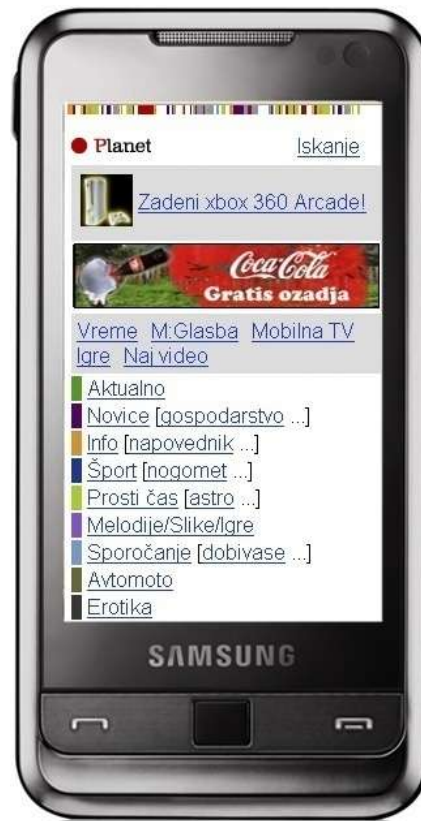 Planet Iskanje
Zadeni xbox 360 Arcade!
Coca-Cola
Gratis ozadja
Vreme M:Glasba Mobilna TV
Igre Naj video
Aktualno
Novice [gospodarstvo ...]
Info [napovednik ...]
Šport [nogomet ...]
Prosti čas [astro ...]
Melodije/Slike/Igre
Sporočanje [dobivase ...]
Avtomoto
Erotika
SAMSUNG